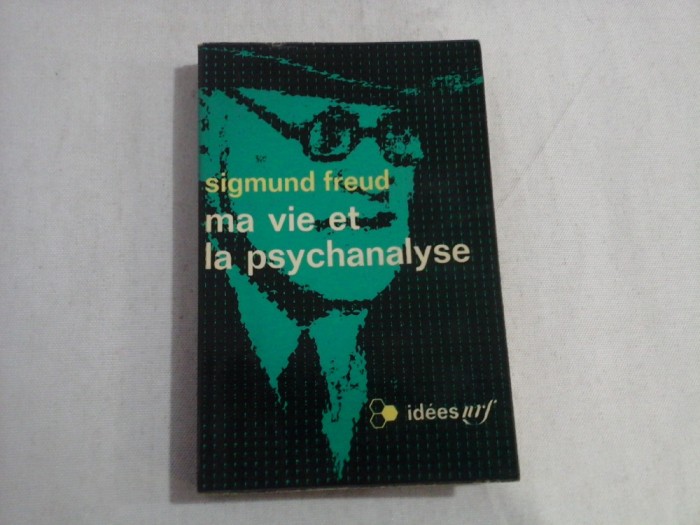 sigmund freud
ma vie et
la psychanalyse
idées nrf